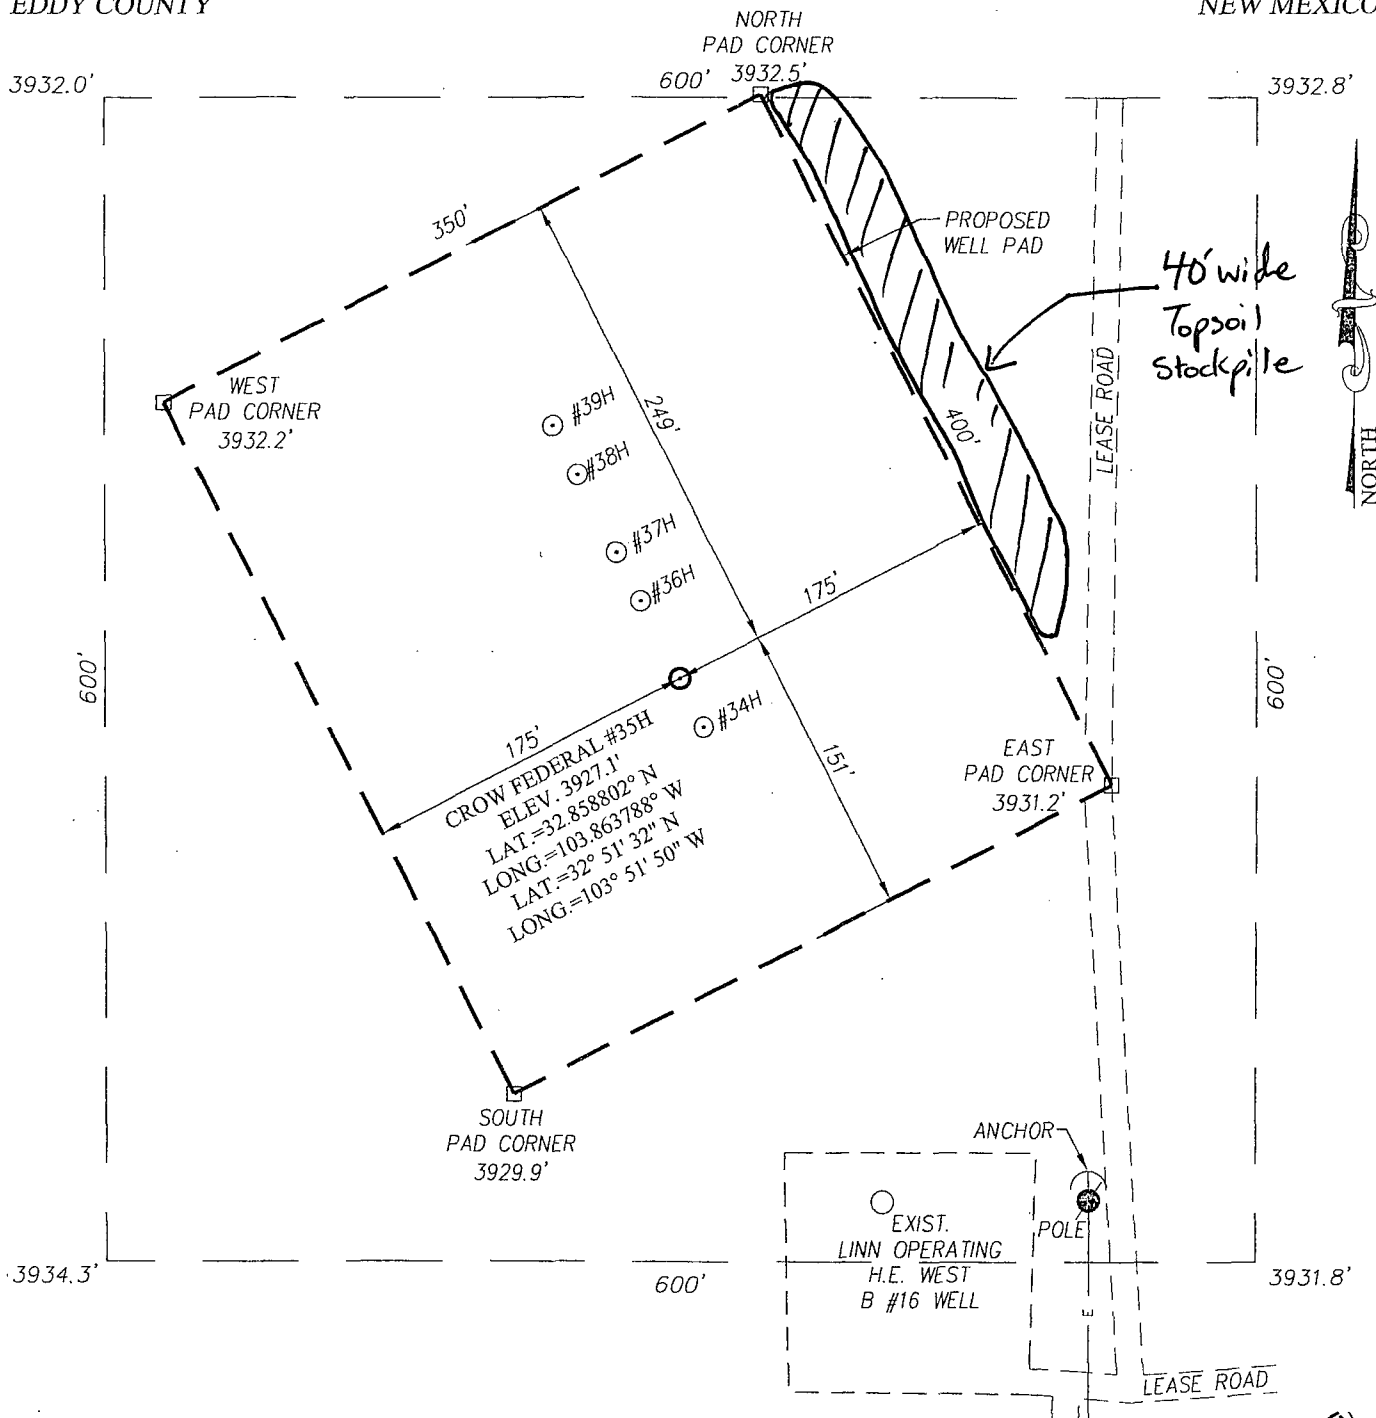 EDDY COUNTY
NEW MEXICO
NORTH
PAD CORNER
3932.5'
3932.0'
600'
3932.8'
350'
PROPOSED
WELL PAD
40' wide
Topsoil
Stockpile
LEASE ROAD
NORTH
WEST
PAD CORNER
3932.2'
#39H
#38H
249'
400'
#37H
#36H
175'
600'
600'
#34H
175'
151'
CROW FEDERAL #35H
ELEV. 3927.1'
LAT.=32.858802° N
LONG.=103.863788° W
LAT.=32° 51' 32" N
LONG.=103° 51' 50" W
EAST
PAD CORNER
3931.2'
SOUTH
PAD CORNER
3929.9'
ANCHOR
POLE
EXIST.
LINN OPERATING
H.E. WEST
B #16 WELL
3934.3'
600'
3931.8'
E
LEASE ROAD